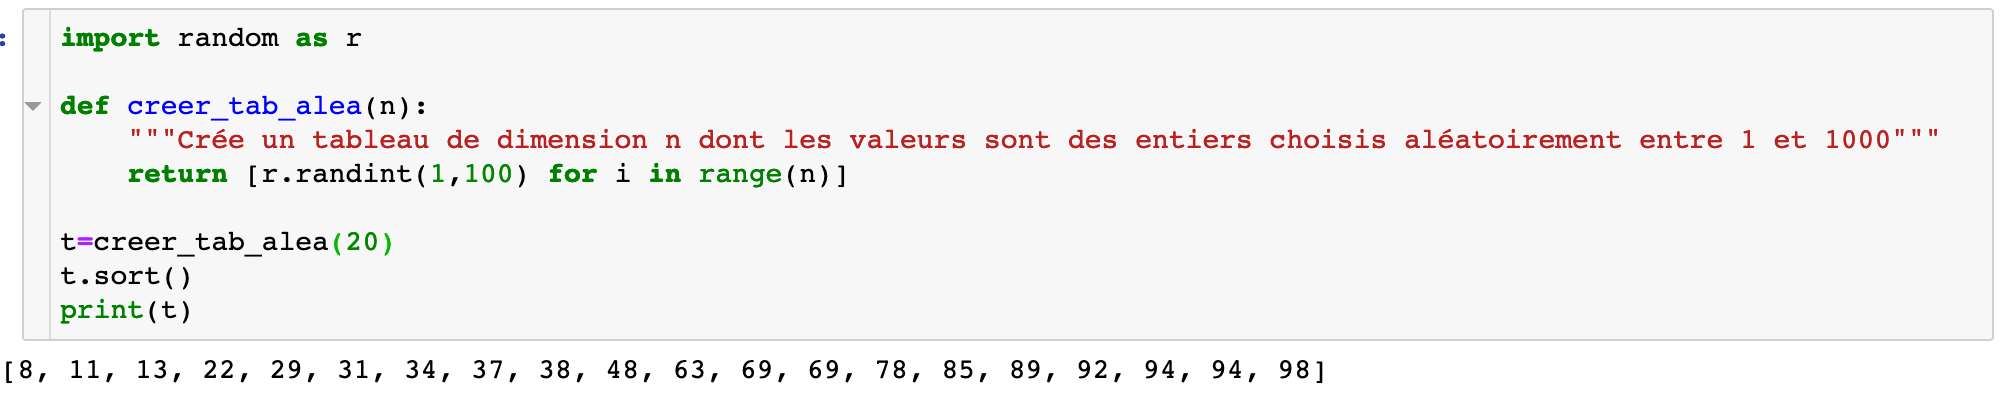 :
import random as r
def creer_tab_alea(n):
"""Crée un tableau de dimension n dont les valeurs sont des entiers choisis aléatoirement entre 1 et 1000"""
return [r.randint(1,100) for i in range(n)]
t=creer_tab_alea(20)
t.sort()
print(t)
[8, 11, 13, 22, 29, 31, 34, 37, 38, 48, 63, 69, 69, 78, 85, 89, 92, 94, 94, 98]